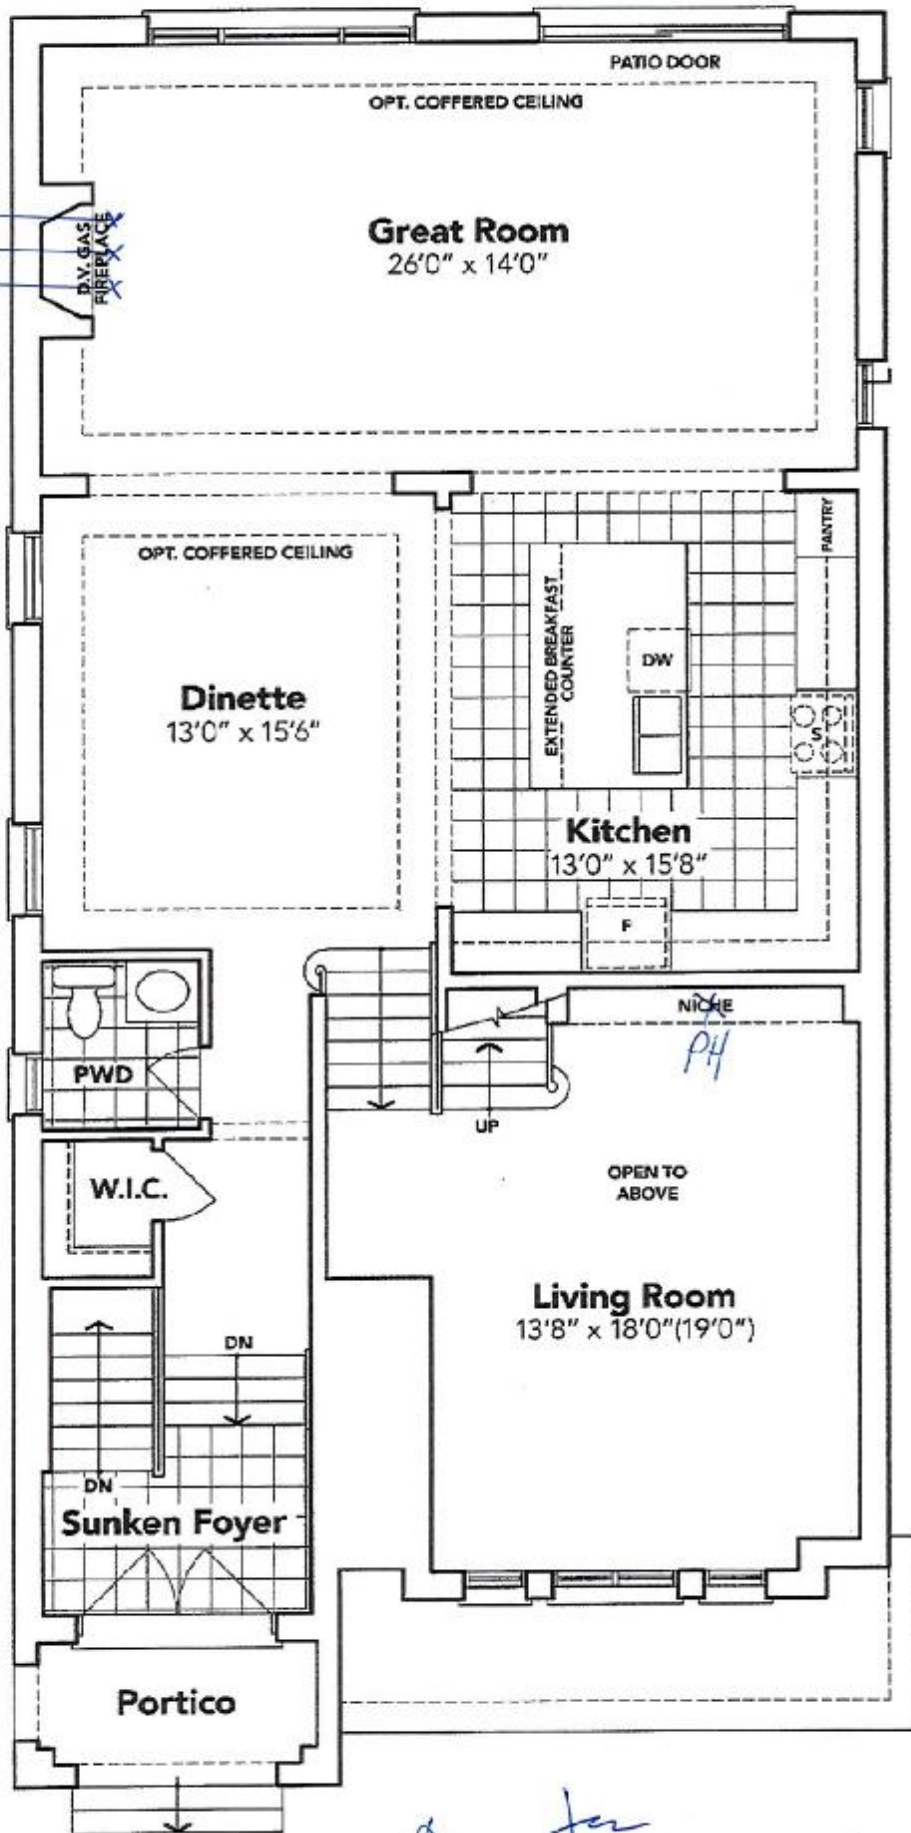 PATIO DOOR
OPT. COFFERED CEILING
Great Room
26'0" x 14'0"
D.V. GAS
FIREPLACE
OPT. COFFERED CEILING
Dinette
13'0" x 15'6"
PANTRY
EXTENDED BREAKFAST
COUNTER
DW
S
Kitchen
13'0" x 15'8"
F
NICHE
PH
PWD
UP
W.I.C.
OPEN TO
ABOVE
Living Room
13'8" x 18'0"(19'0")
DN
DN
Sunken Foyer
Portico